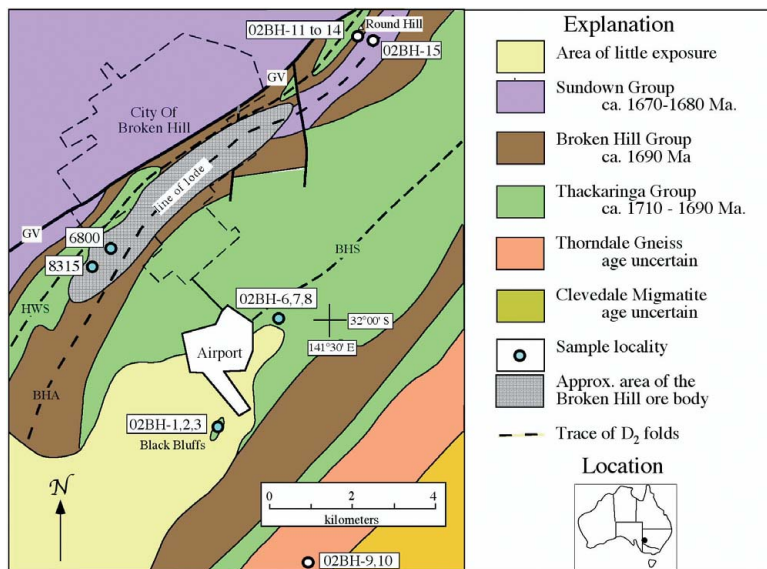 02BH-11 to 14
Round Hill
02BH-15
GV
City Of
Broken Hill
line of lode
GV
6800
8315
BHS
HWS
02BH-6,7,8
32°00' S
141°30' E
Airport
BHA
02BH-1,2,3
Black Bluffs
N
0 2 4
kilometers
02BH-9,10
Explanation
Area of little exposure
Sundown Group
ca. 1670-1680 Ma.
Broken Hill Group
ca. 1690 Ma
Thackaringa Group
ca. 1710 - 1690 Ma.
Thorndale Gneiss
age uncertain
Clevedale Migmatite
age uncertain
Sample locality
Approx. area of the
Broken Hill ore body
Trace of D₂ folds
Location